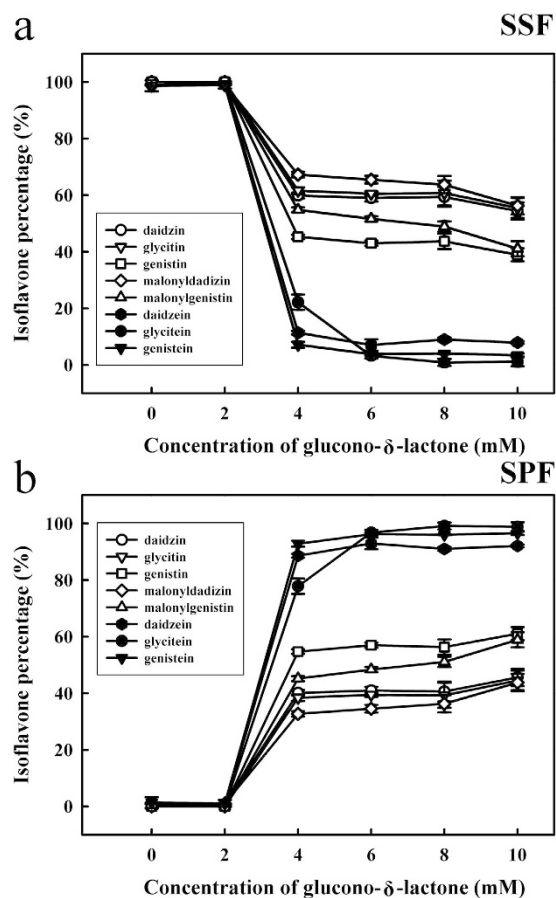 a
SSF
Isoflavone percentage (%)
100
80
60
40
20
0
daidzin
glycitin
genistin
malonyldadizin
malonylgenistin
daidzein
glycitein
genistein
0 2 4 6 8 10
Concentration of glucono-δ-lactone (mM)
b
SPF
Isoflavone percentage (%)
100
80
60
40
20
0
daidzin
glycitin
genistin
malonyldadizin
malonylgenistin
daidzein
glycitein
genistein
0 2 4 6 8 10
Concentration of glucono-δ-lactone (mM)